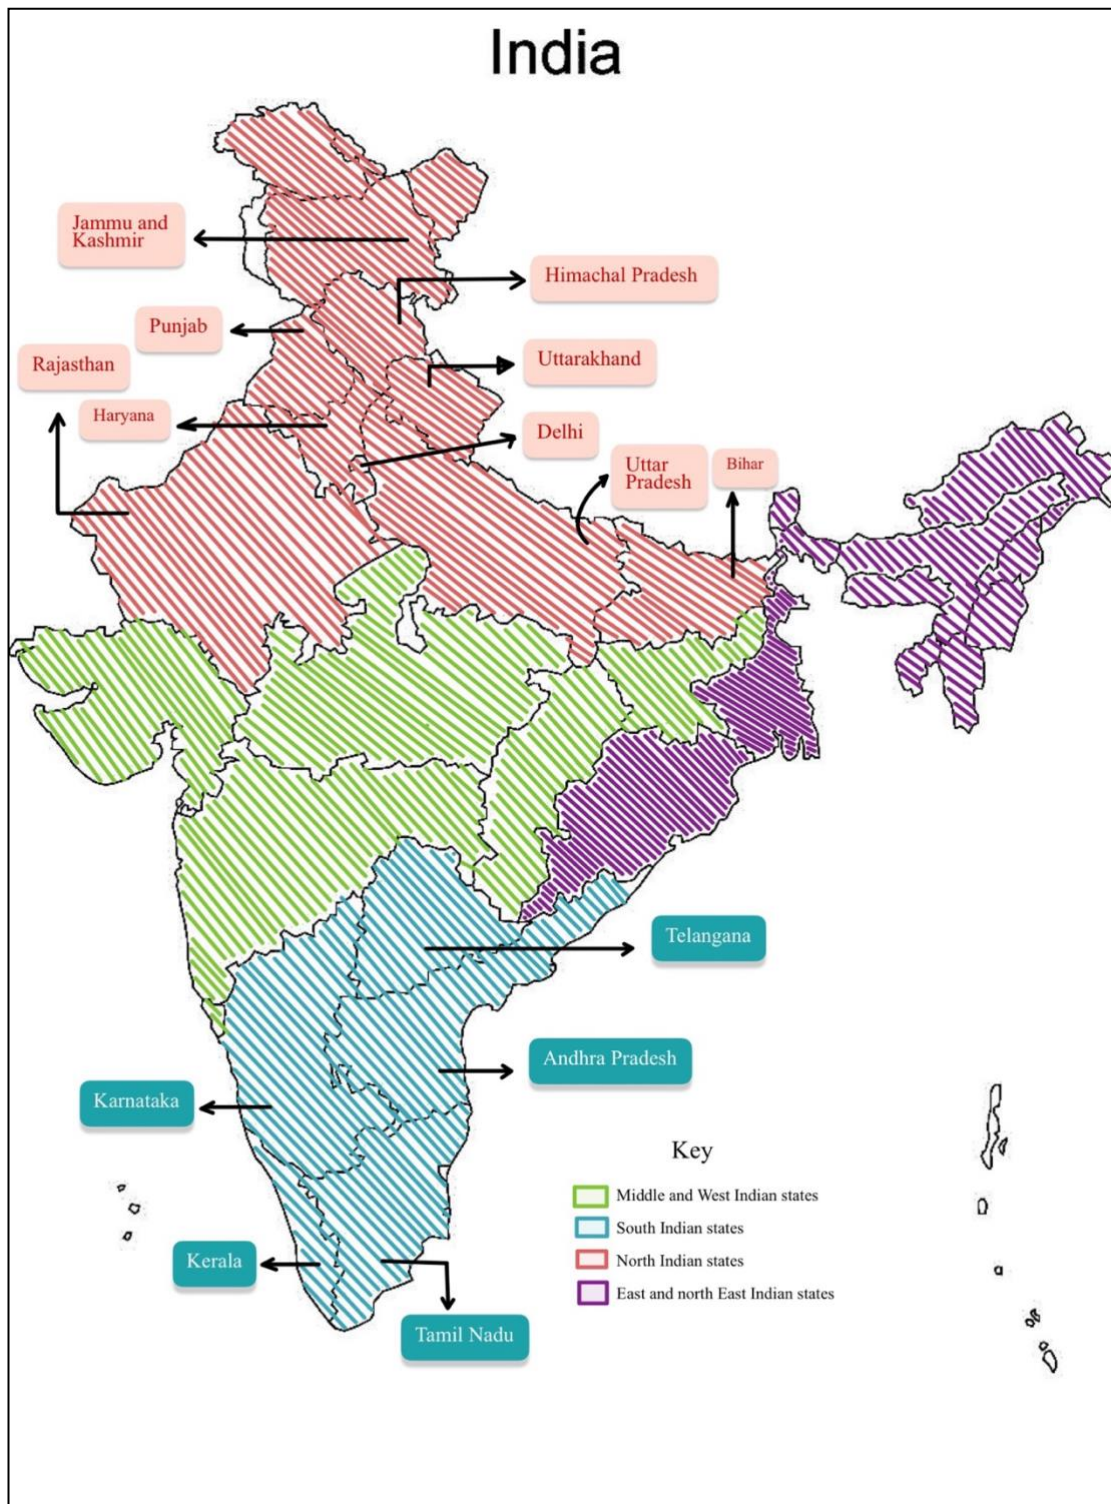 India
Jammu and
Kashmir
Himachal Pradesh
Punjab
Rajasthan
Uttarakhand
Haryana
Delhi
Uttar
Pradesh
Bihar
Telangana
Andhra Pradesh
Karnataka
Key
Middle and West Indian states
South Indian states
Kerala
North Indian states
East and north East Indian states
Tamil Nadu